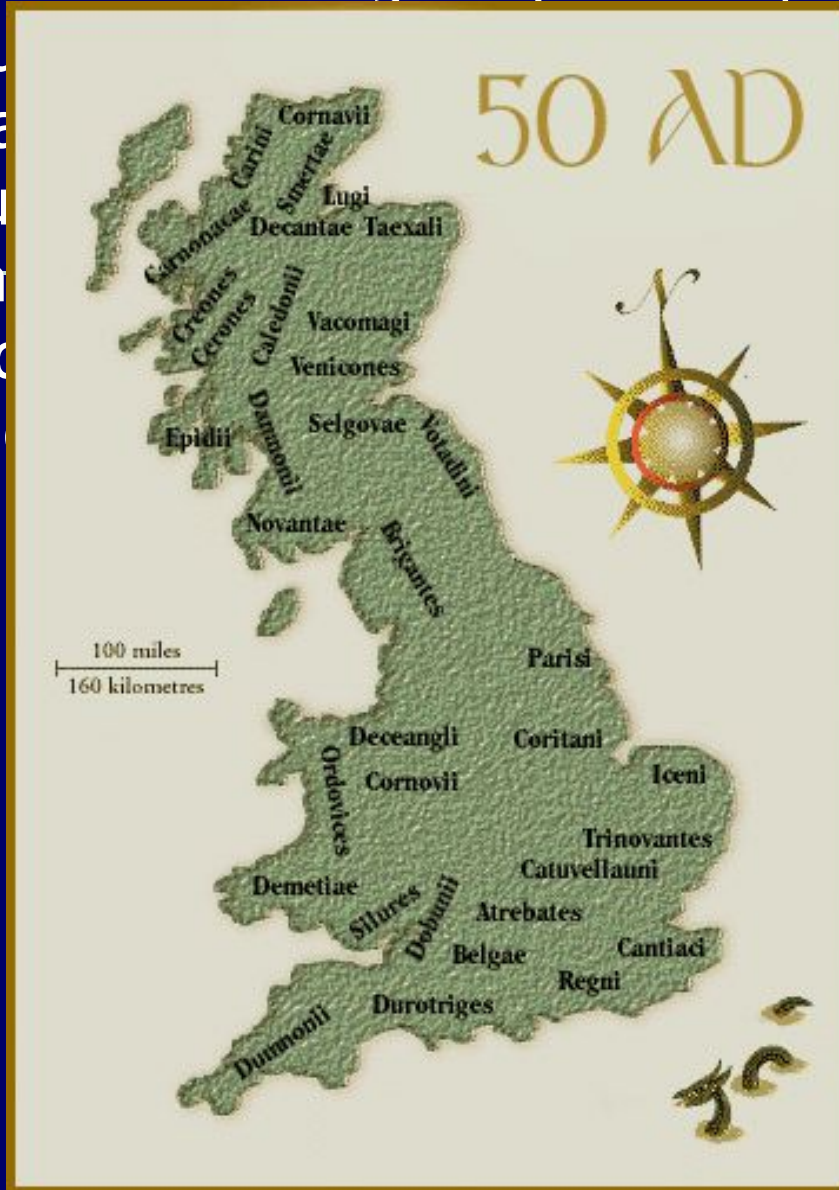 50 AD
Cornavii
Carini
Smertae
Lugi
Decantae Taexali
Carnonacae
Creones
Cerones
Caledonii
Vacomagi
Venicones
Epidii
Damnonii
Selgovae
Votadini
Novantae
Brigantes
N
100 miles
160 kilometres
Parisi
Deceangli
Coritani
Ordovices
Cornovii
Iceni
Trinovantes
Catuvellauni
Demetiae
Silures
Dobunii
Atrebates
Belgae
Cantiaci
Regni
Durotriges
Dumnonii